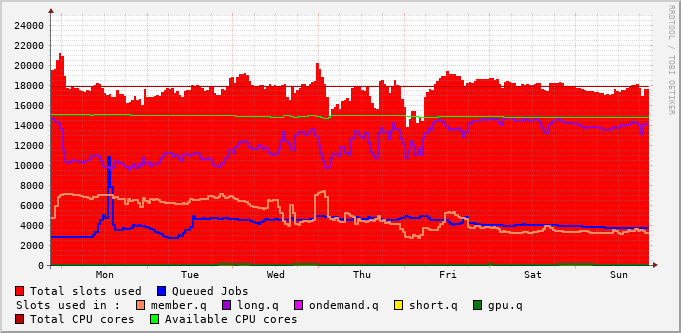 24000
22000
20000
18000
16000
14000
12000
10000
8000
6000
4000
2000
0
Mon Tue Wed Thu Fri Sat Sun
RRDTOOL / TOBI OETIKER
Total slots used Queued Jobs
Slots used in : member.q long.q ondemand.q short.q gpu.q
Total CPU cores Available CPU cores